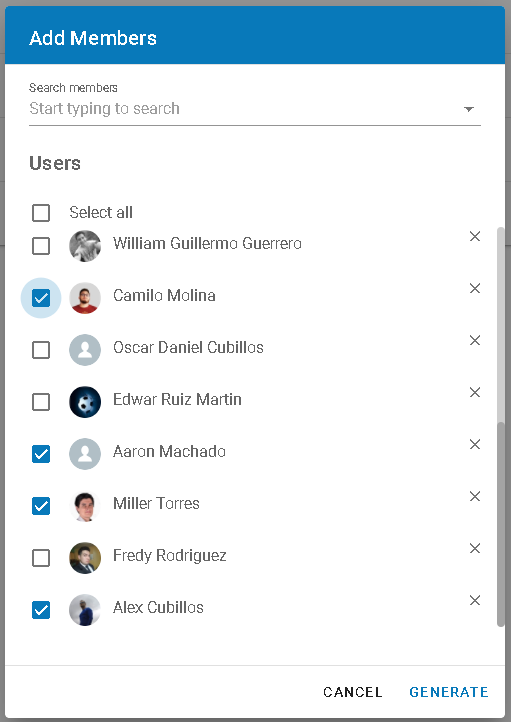 Add Members
Search members
Start typing to search
Users
Select all
William Guillermo Guerrero
Camilo Molina
Oscar Daniel Cubillos
Edwar Ruiz Martin
Aaron Machado
Miller Torres
Fredy Rodriguez
Alex Cubillos
CANCEL GENERATE